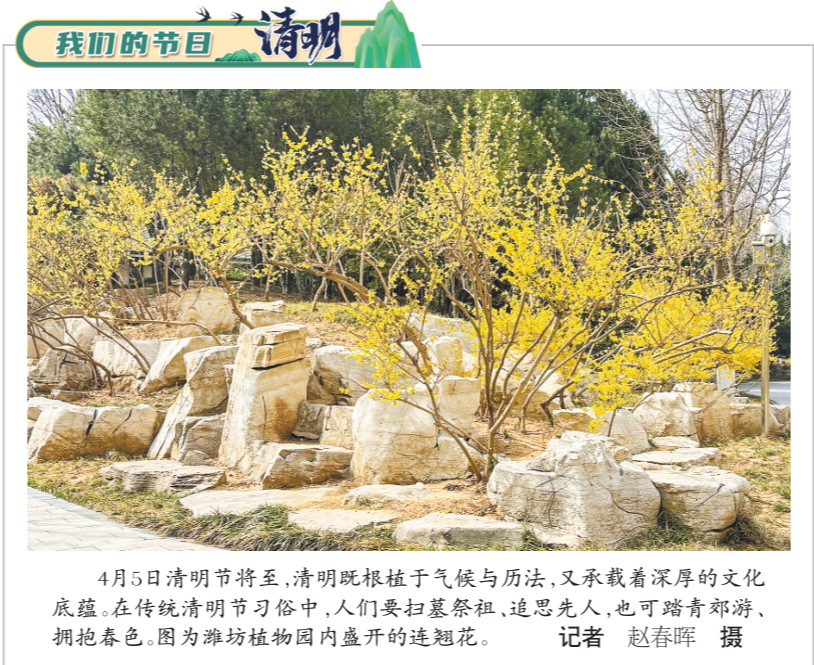 我们的节日 清明
4月5日清明节将至,清明既根植于气候与历法,又承载着深厚的文化
底蕴。在传统清明节习俗中,人们要扫墓祭祖、追思先人,也可踏青郊游、
拥抱春色。图为潍坊植物园内盛开的连翘花。 记者 赵春晖 摄